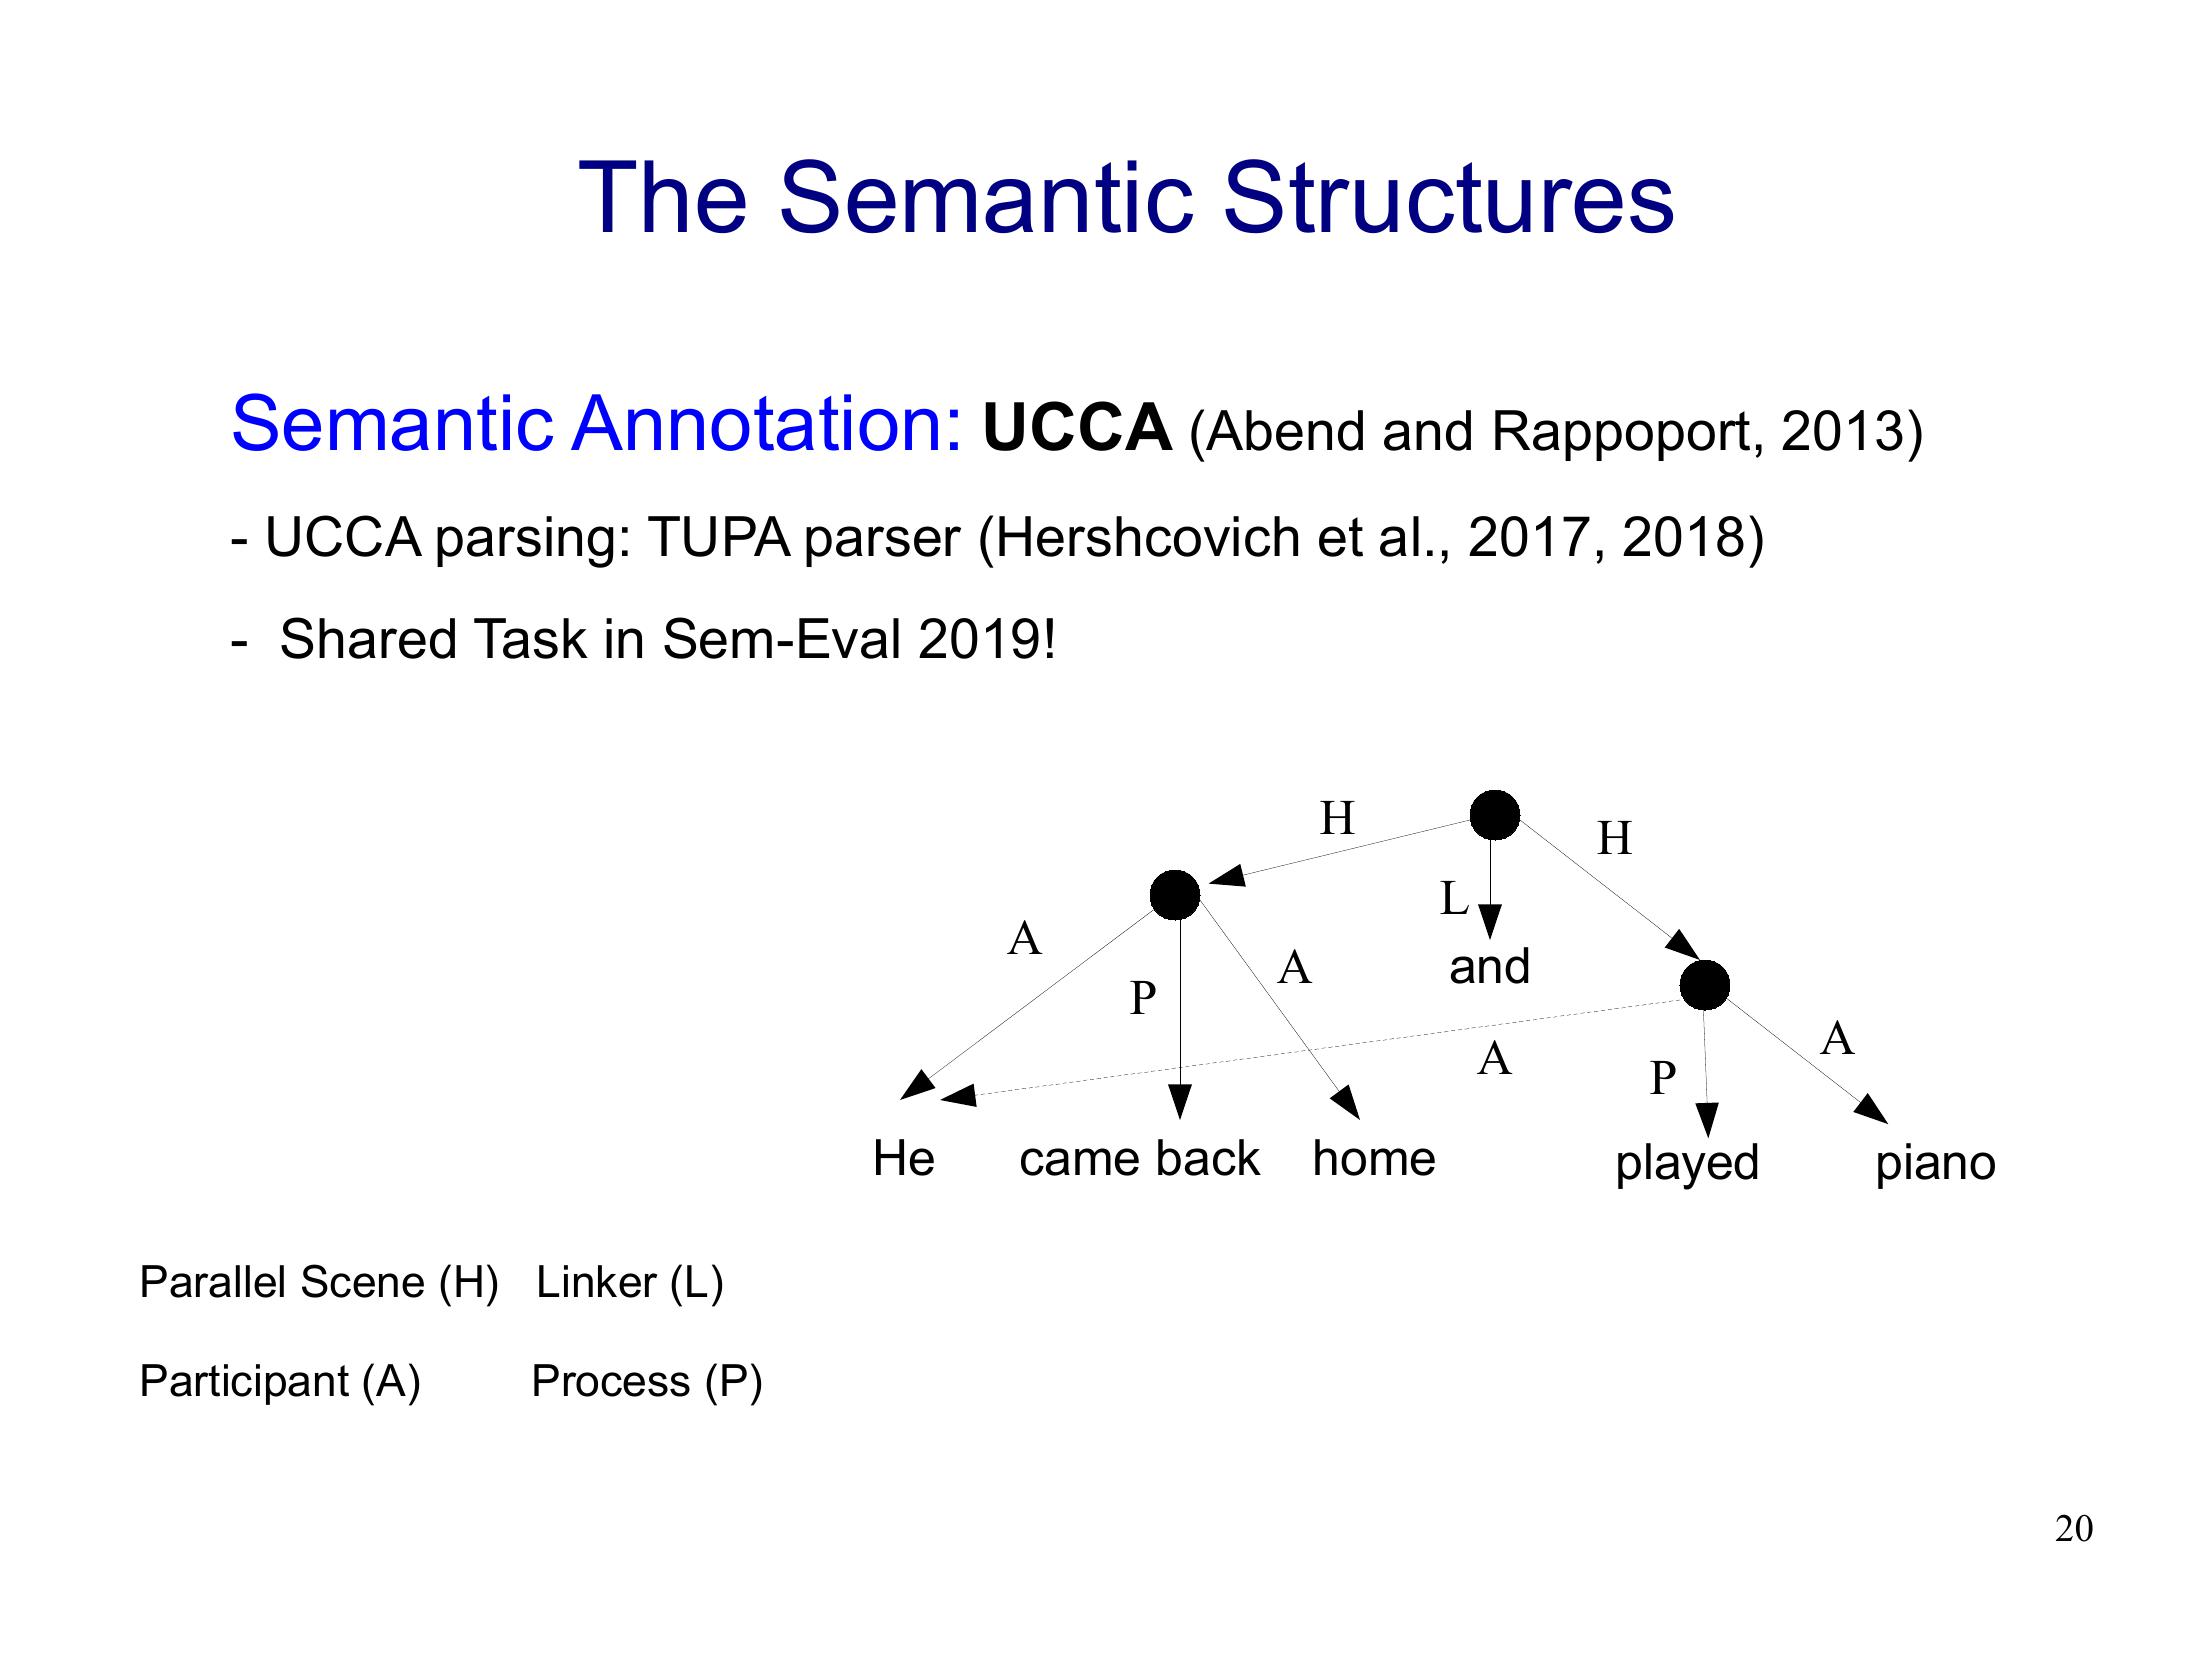 The Semantic Structures
Semantic Annotation: UCCA (Abend and Rappoport, 2013)
- UCCA parsing: TUPA parser (Hershcovich et al., 2017, 2018)
- Shared Task in Sem-Eval 2019!
H
H
L
A
A
P
and
A
A
P
He came back home played piano
Parallel Scene (H) Linker (L)
Participant (A) Process (P)
20